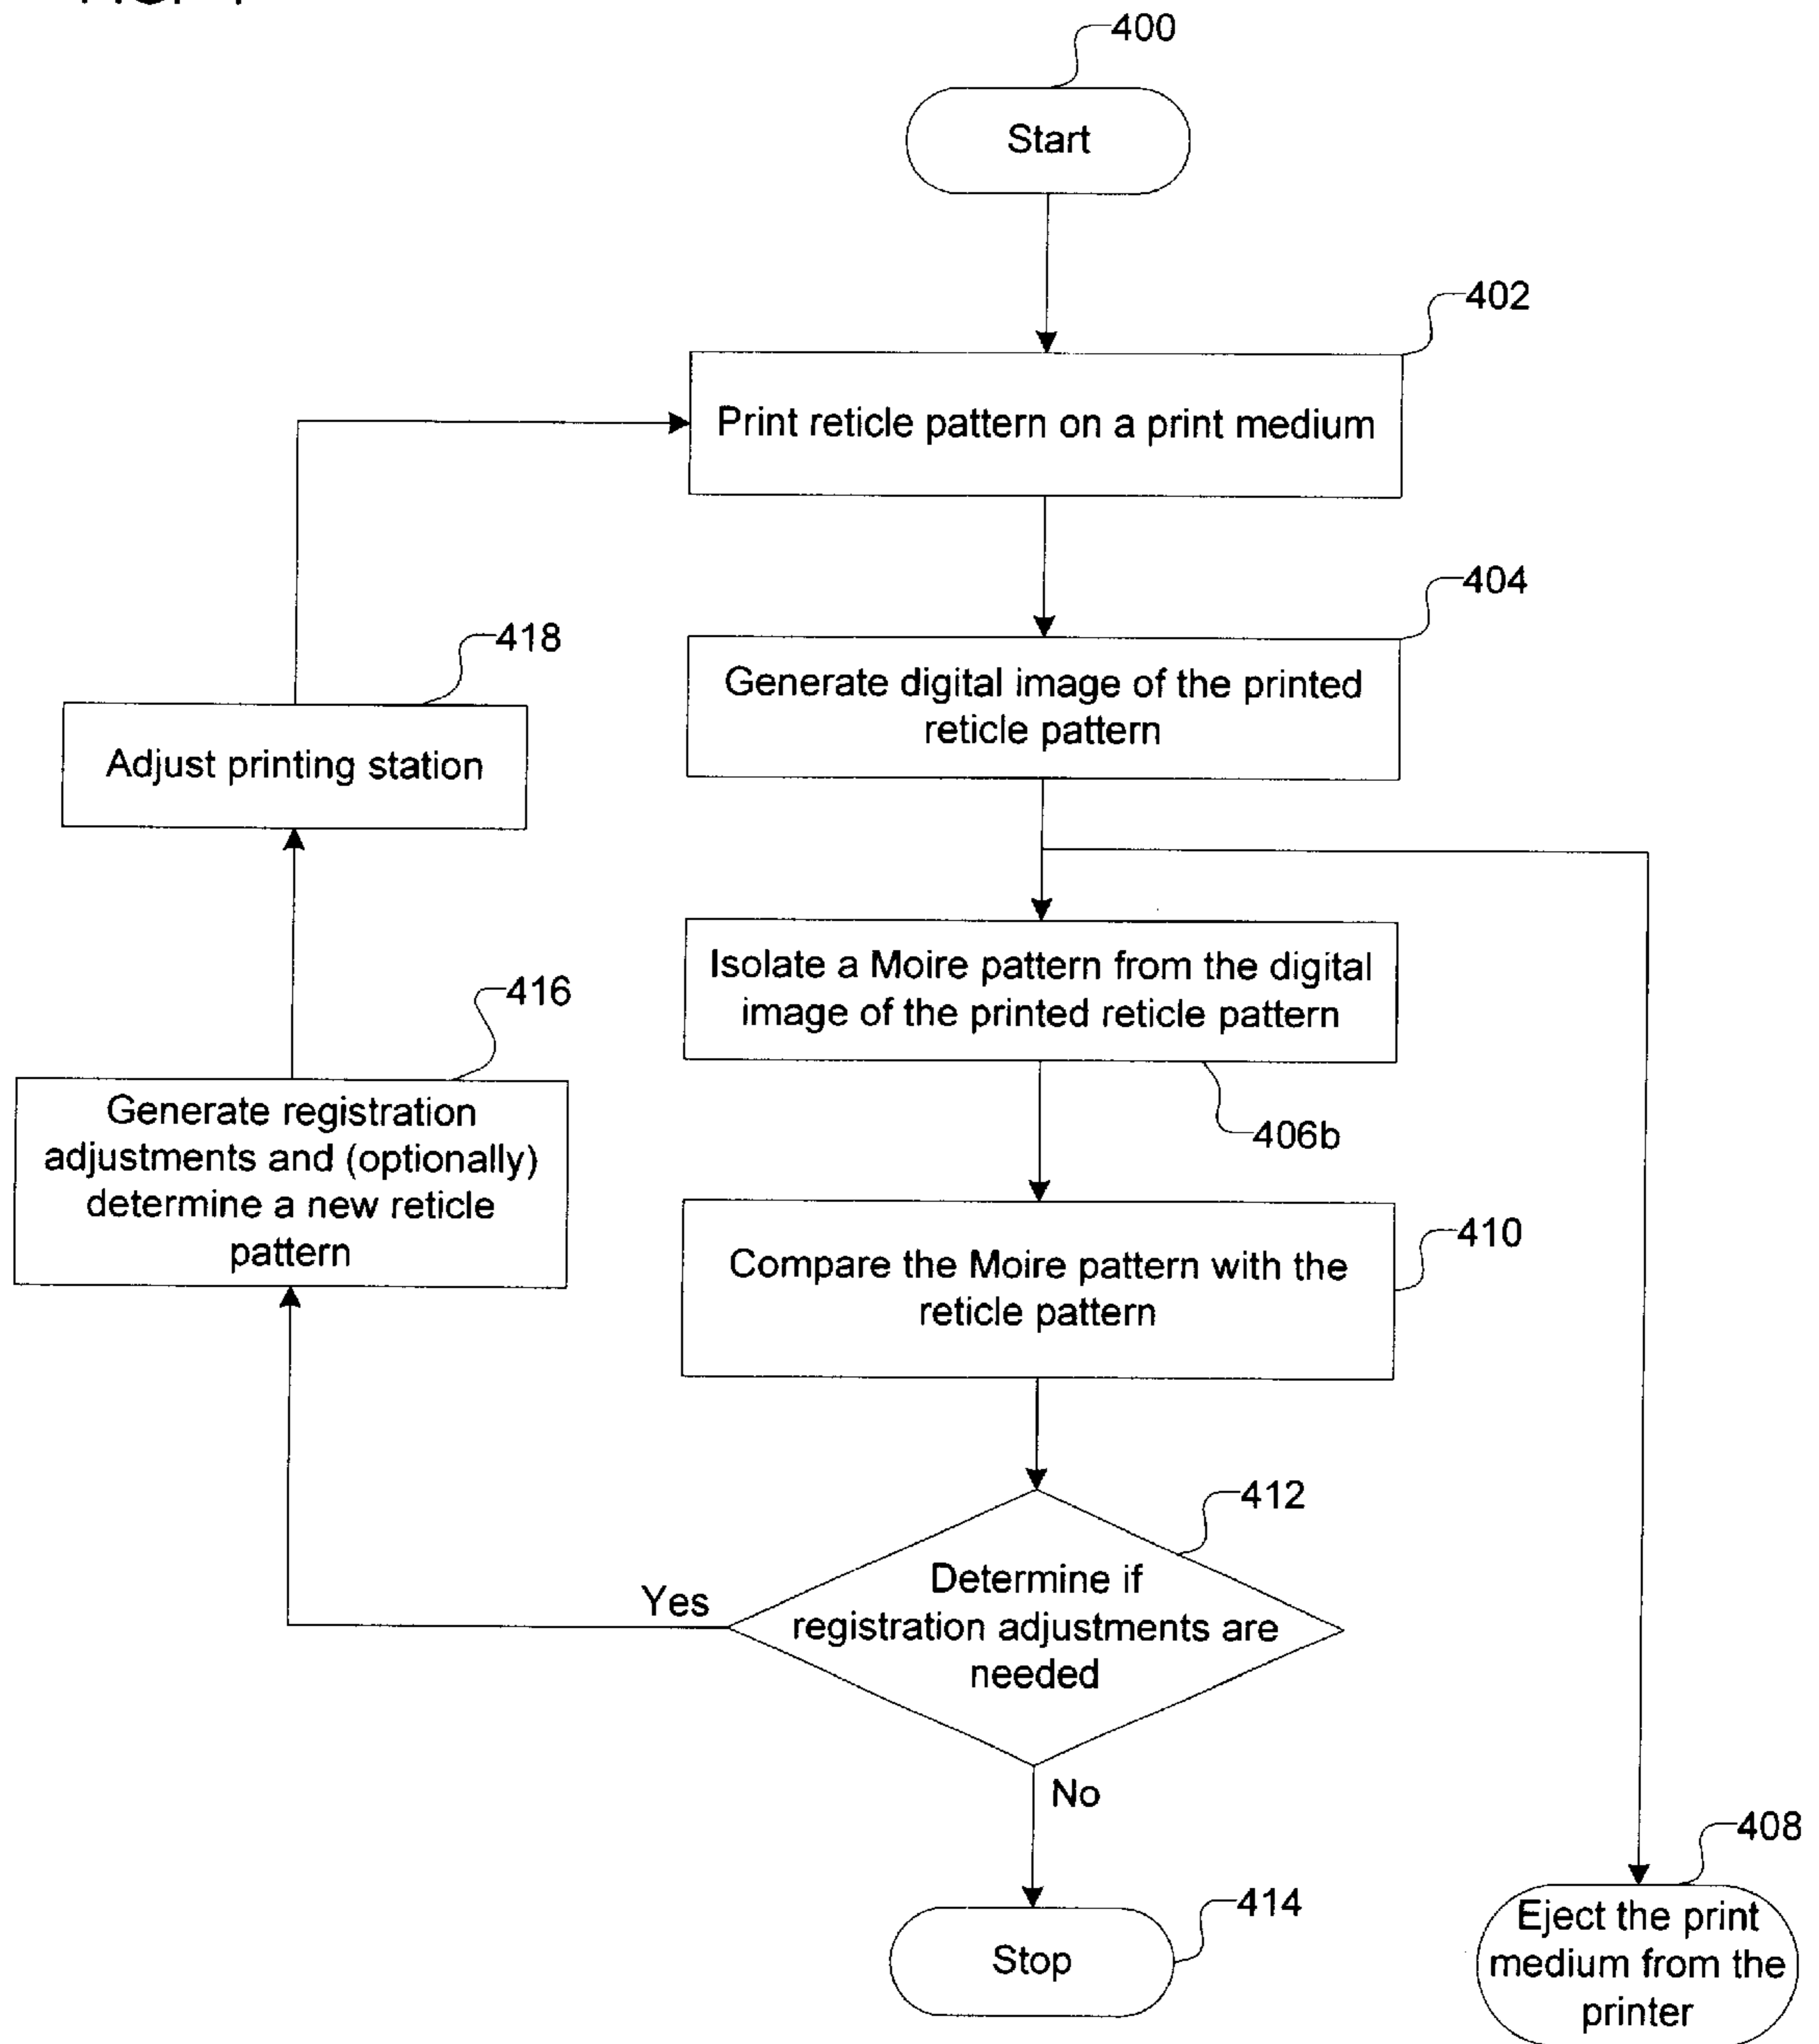 400
Start
402
Print reticle pattern on a print medium
404
Generate digital image of the printed
reticle pattern
418
Adjust printing station
Isolate a Moire pattern from the digital
image of the printed reticle pattern
406b
416
Generate registration
adjustments and (optionally)
determine a new reticle
pattern
410
Compare the Moire pattern with the
reticle pattern
412
Determine if
registration adjustments are
needed
Yes
No
414
Stop
408
Eject the print
medium from the
printer